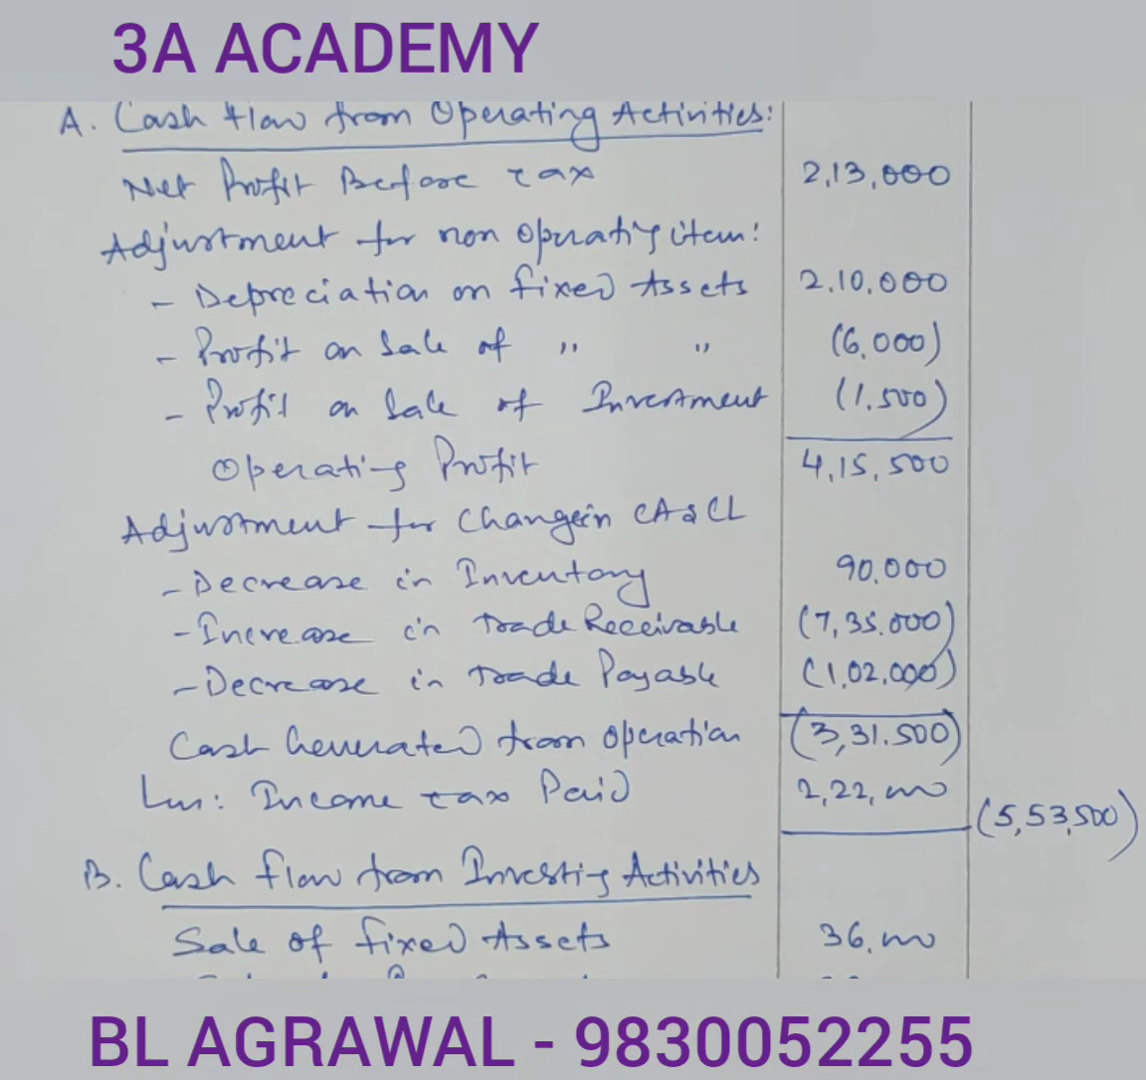 3A ACADEMY
A. Cash flow from Operating Activities:
Net Profit Before tax 2,13,000
Adjustment for non operating item:
- Depreciation on fixed Assets 2,10,000
- Profit on Sale of " " (6,000)
- Profit on Sale of Investment (1,500)
Operating Profit 4,15,500
Adjustment for Change in CA & CL
- Decrease in Inventory 90,000
- Increase in trade Receivable (7,35,000)
- Decrease in trade Payable (1,02,000)
Cash Generated from operation (3,31,500)
Less: Income tax Paid 2,22,000
(5,53,500)
B. Cash flow from Investing Activities
Sale of fixed Assets 36,000
BL AGRAWAL - 9830052255